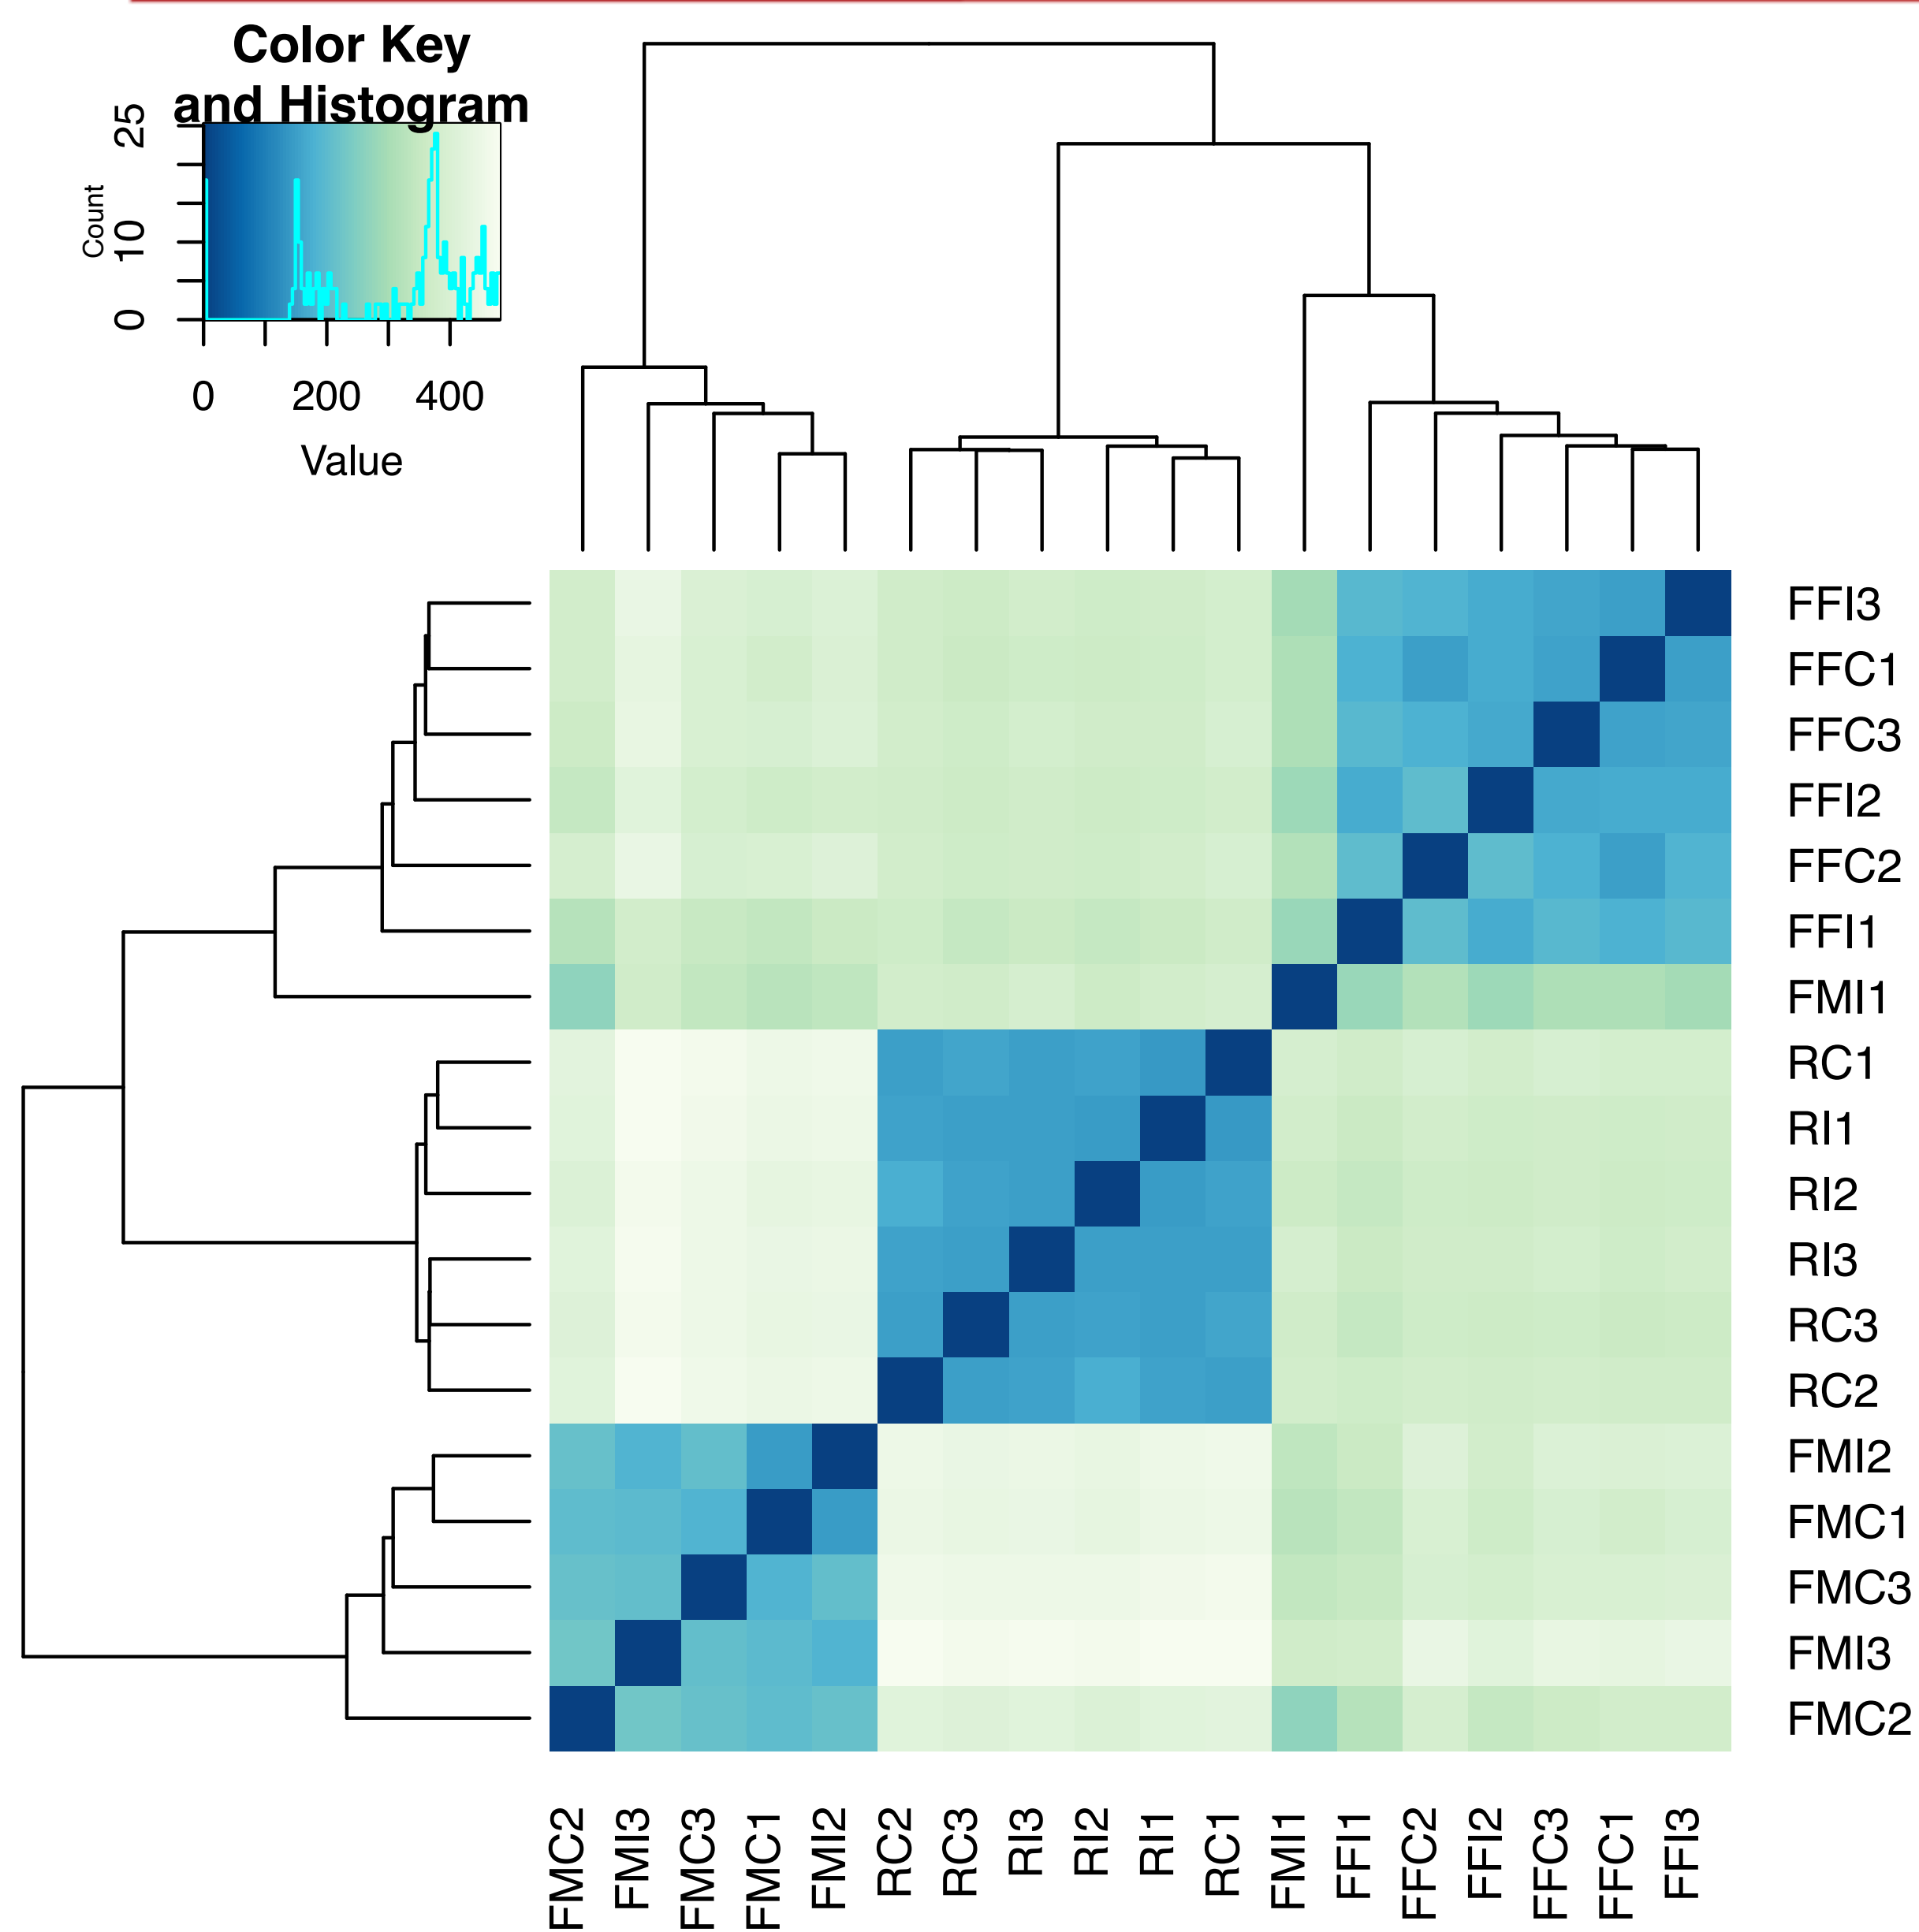 Color Key
and Histogram
Count
0 10 25
0 200 400
Value
FFI3
FFC1
FFC3
FFI2
FFC2
FFI1
FMI1
RC1
RI1
RI2
RI3
RC3
RC2
FMI2
FMC1
FMC3
FMI3
FMC2
FMC2 FMI3 FMC3 FMC1 FMI2 RC2 RC3 RI3 RI2 RI1 RC1 FMI1 FFI1 FFC2 FFI2 FFC3 FFC1 FFI3